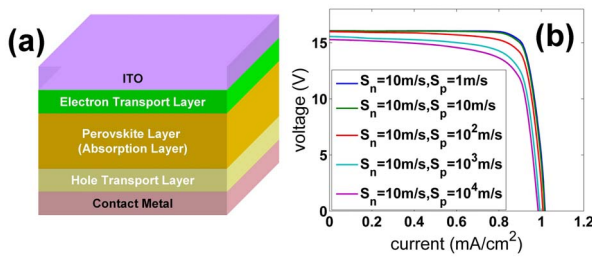 (a)
ITO
Electron Transport Layer
Perovskite Layer
(Absorption Layer)
Hole Transport Layer
Contact Metal
(b)
voltage (V)
15
10
5
0
S_n=10m/s,S_p=1m/s
S_n=10m/s,S_p=10m/s
S_n=10m/s,S_p=10^2m/s
S_n=10m/s,S_p=10^3m/s
S_n=10m/s,S_p=10^4m/s
0 0.2 0.4 0.6 0.8 1 1.2
current (mA/cm^2)